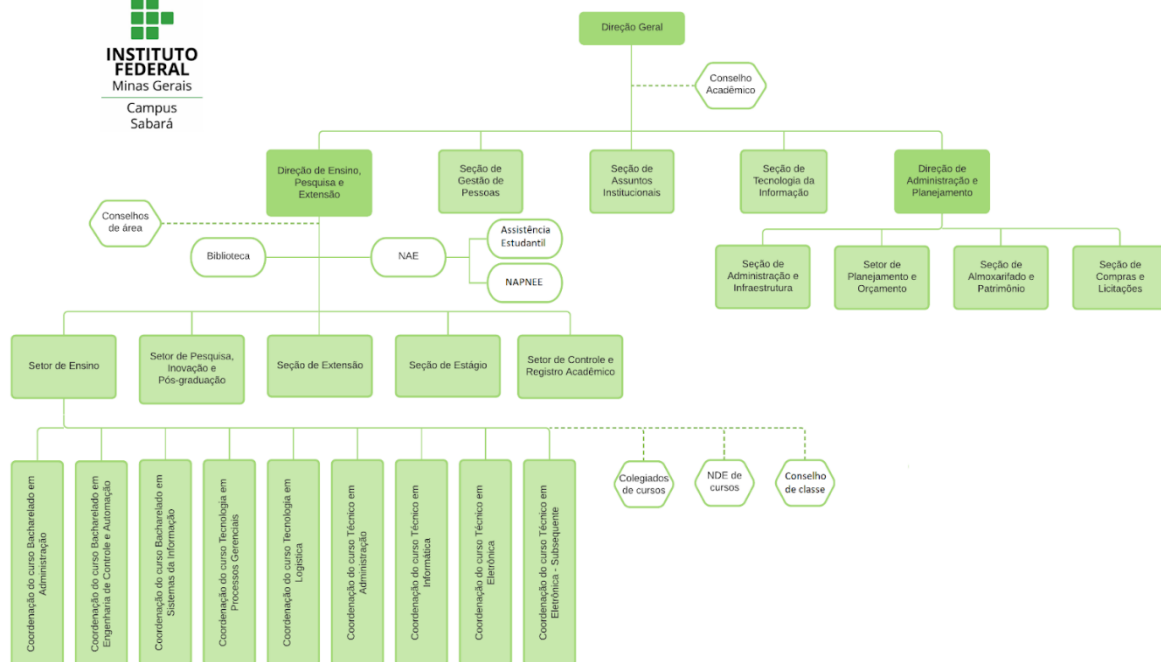 INSTITUTO
FEDERAL
Minas Gerais
Campus
Sabará
Direção Geral
Conselho
Acadêmico
Direção de Ensino,
Pesquisa e
Extensão
Seção de
Gestão de
Pessoas
Seção de
Assuntos
Institucionais
Seção de
Tecnologia da
Informação
Direção de
Administração e
Planejamento
Conselhos
de área
Biblioteca
NAE
Assistência
Estudantil
NAPNEE
Seção de
Administração e
Infraestrutura
Setor de
Planejamento e
Orçamento
Seção de
Almoxarifado e
Patrimônio
Seção de
Compras e
Licitações
Setor de Ensino
Setor de Pesquisa,
Inovação e
Pós-graduação
Seção de Extensão
Seção de Estágio
Setor de Controle e
Registro Acadêmico
Coordenação do curso Bacharelado em
Administração
Coordenação do curso Bacharelado em
Engenharia de Controle e Automação
Coordenação do curso Bacharelado em
Sistemas da Informação
Coordenação do curso Tecnologia em
Processos Gerenciais
Coordenação do curso Tecnologia em
Logística
Coordenação do curso Técnico em
Administração
Coordenação do curso Técnico em
Informática
Coordenação do curso Técnico em
Eletrônica
Coordenação do curso Técnico em
Eletrônica - Subsequente
Colegiados
de cursos
NDE de
cursos
Conselho
de classe